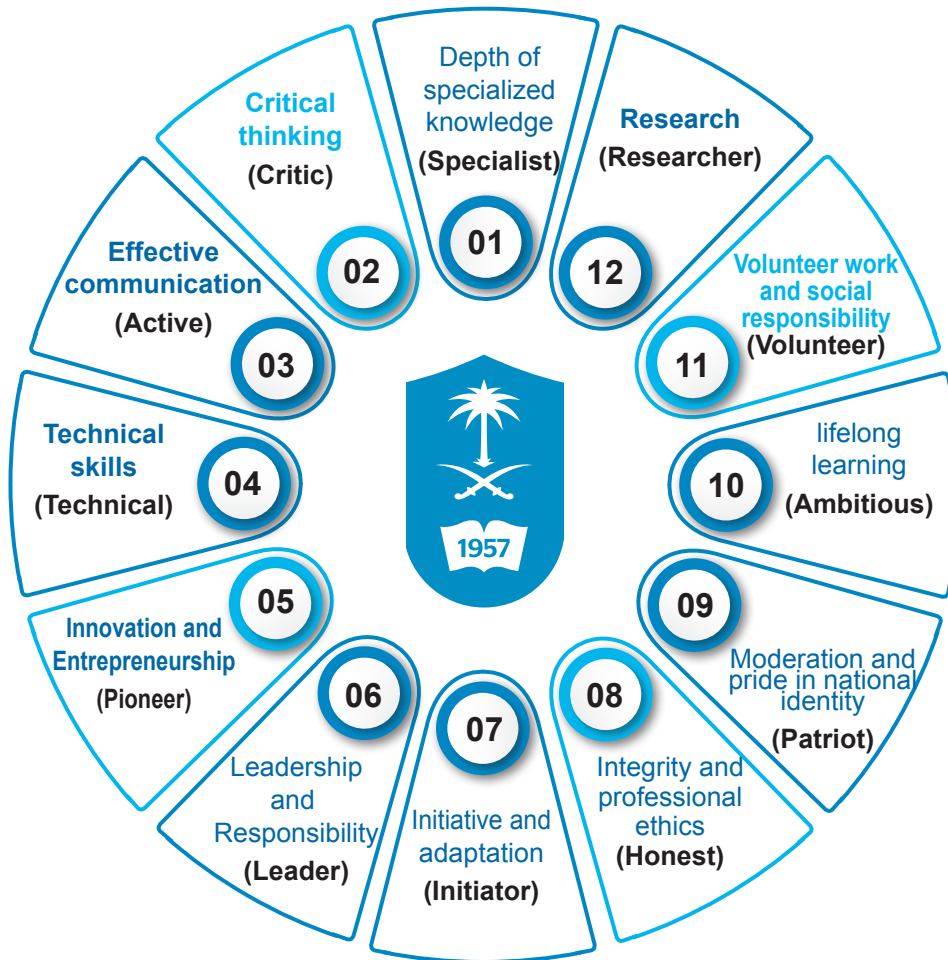 Depth of
specialized
knowledge
(Specialist)
01
Critical
thinking
(Critic)
02
Effective
communication
(Active)
03
Technical
skills
(Technical)
04
05
Innovation and
Entrepreneurship
(Pioneer)
06
Leadership
and
Responsibility
(Leader)
07
Initiative and
adaptation
(Initiator)
08
Integrity and
professional
ethics
(Honest)
09
Moderation and
pride in national
identity
(Patriot)
lifelong
learning
10
(Ambitious)
Volunteer work
and social
responsibility
(Volunteer)
11
Research
(Researcher)
12
1957